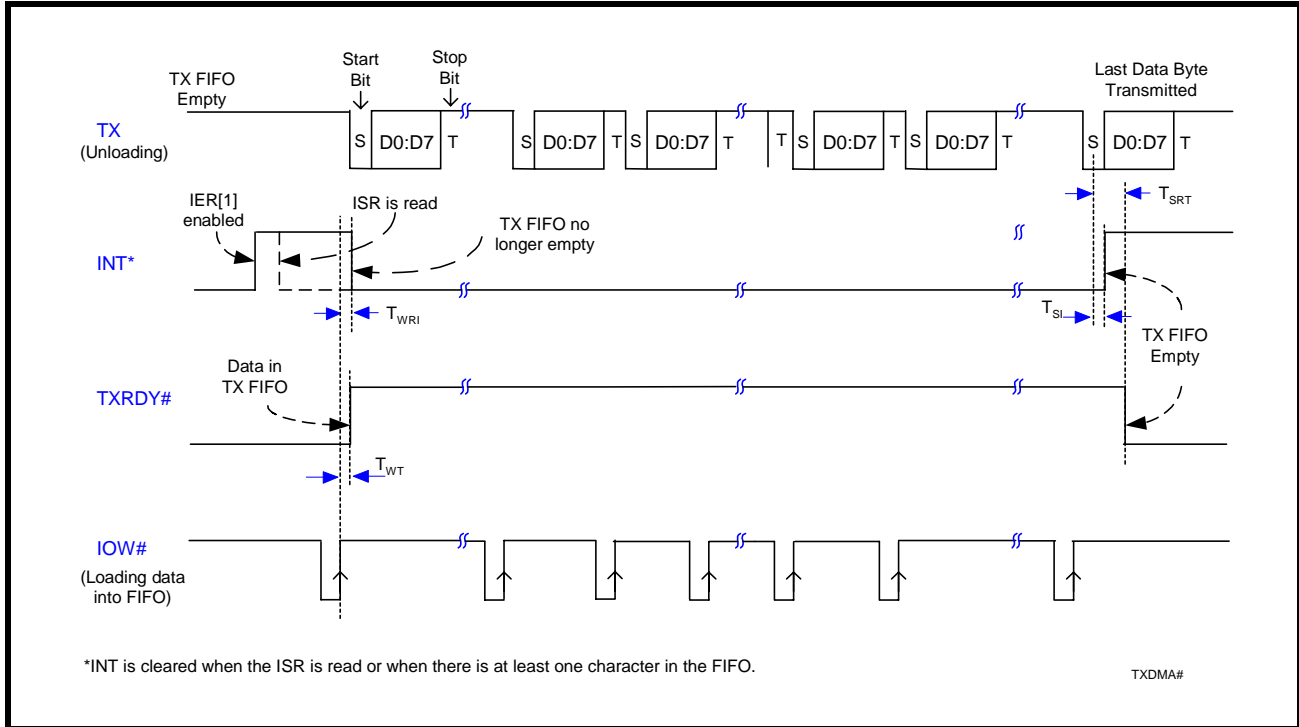 Start
Bit
Stop
Bit
TX FIFO
Empty
Last Data Byte
Transmitted
TX
(Unloading)
S D0:D7 T S D0:D7 T S D0:D7 T T S D0:D7 T S D0:D7 T S D0:D7 T
TSRT
IER[1]
enabled
ISR is read
TX FIFO no
longer empty
INT*
TWRI
TSI
TX FIFO
Empty
Data in
TX FIFO
TXRDY#
TWT
IOW#
(Loading data
into FIFO)
*INT is cleared when the ISR is read or when there is at least one character in the FIFO.
TXDMA#